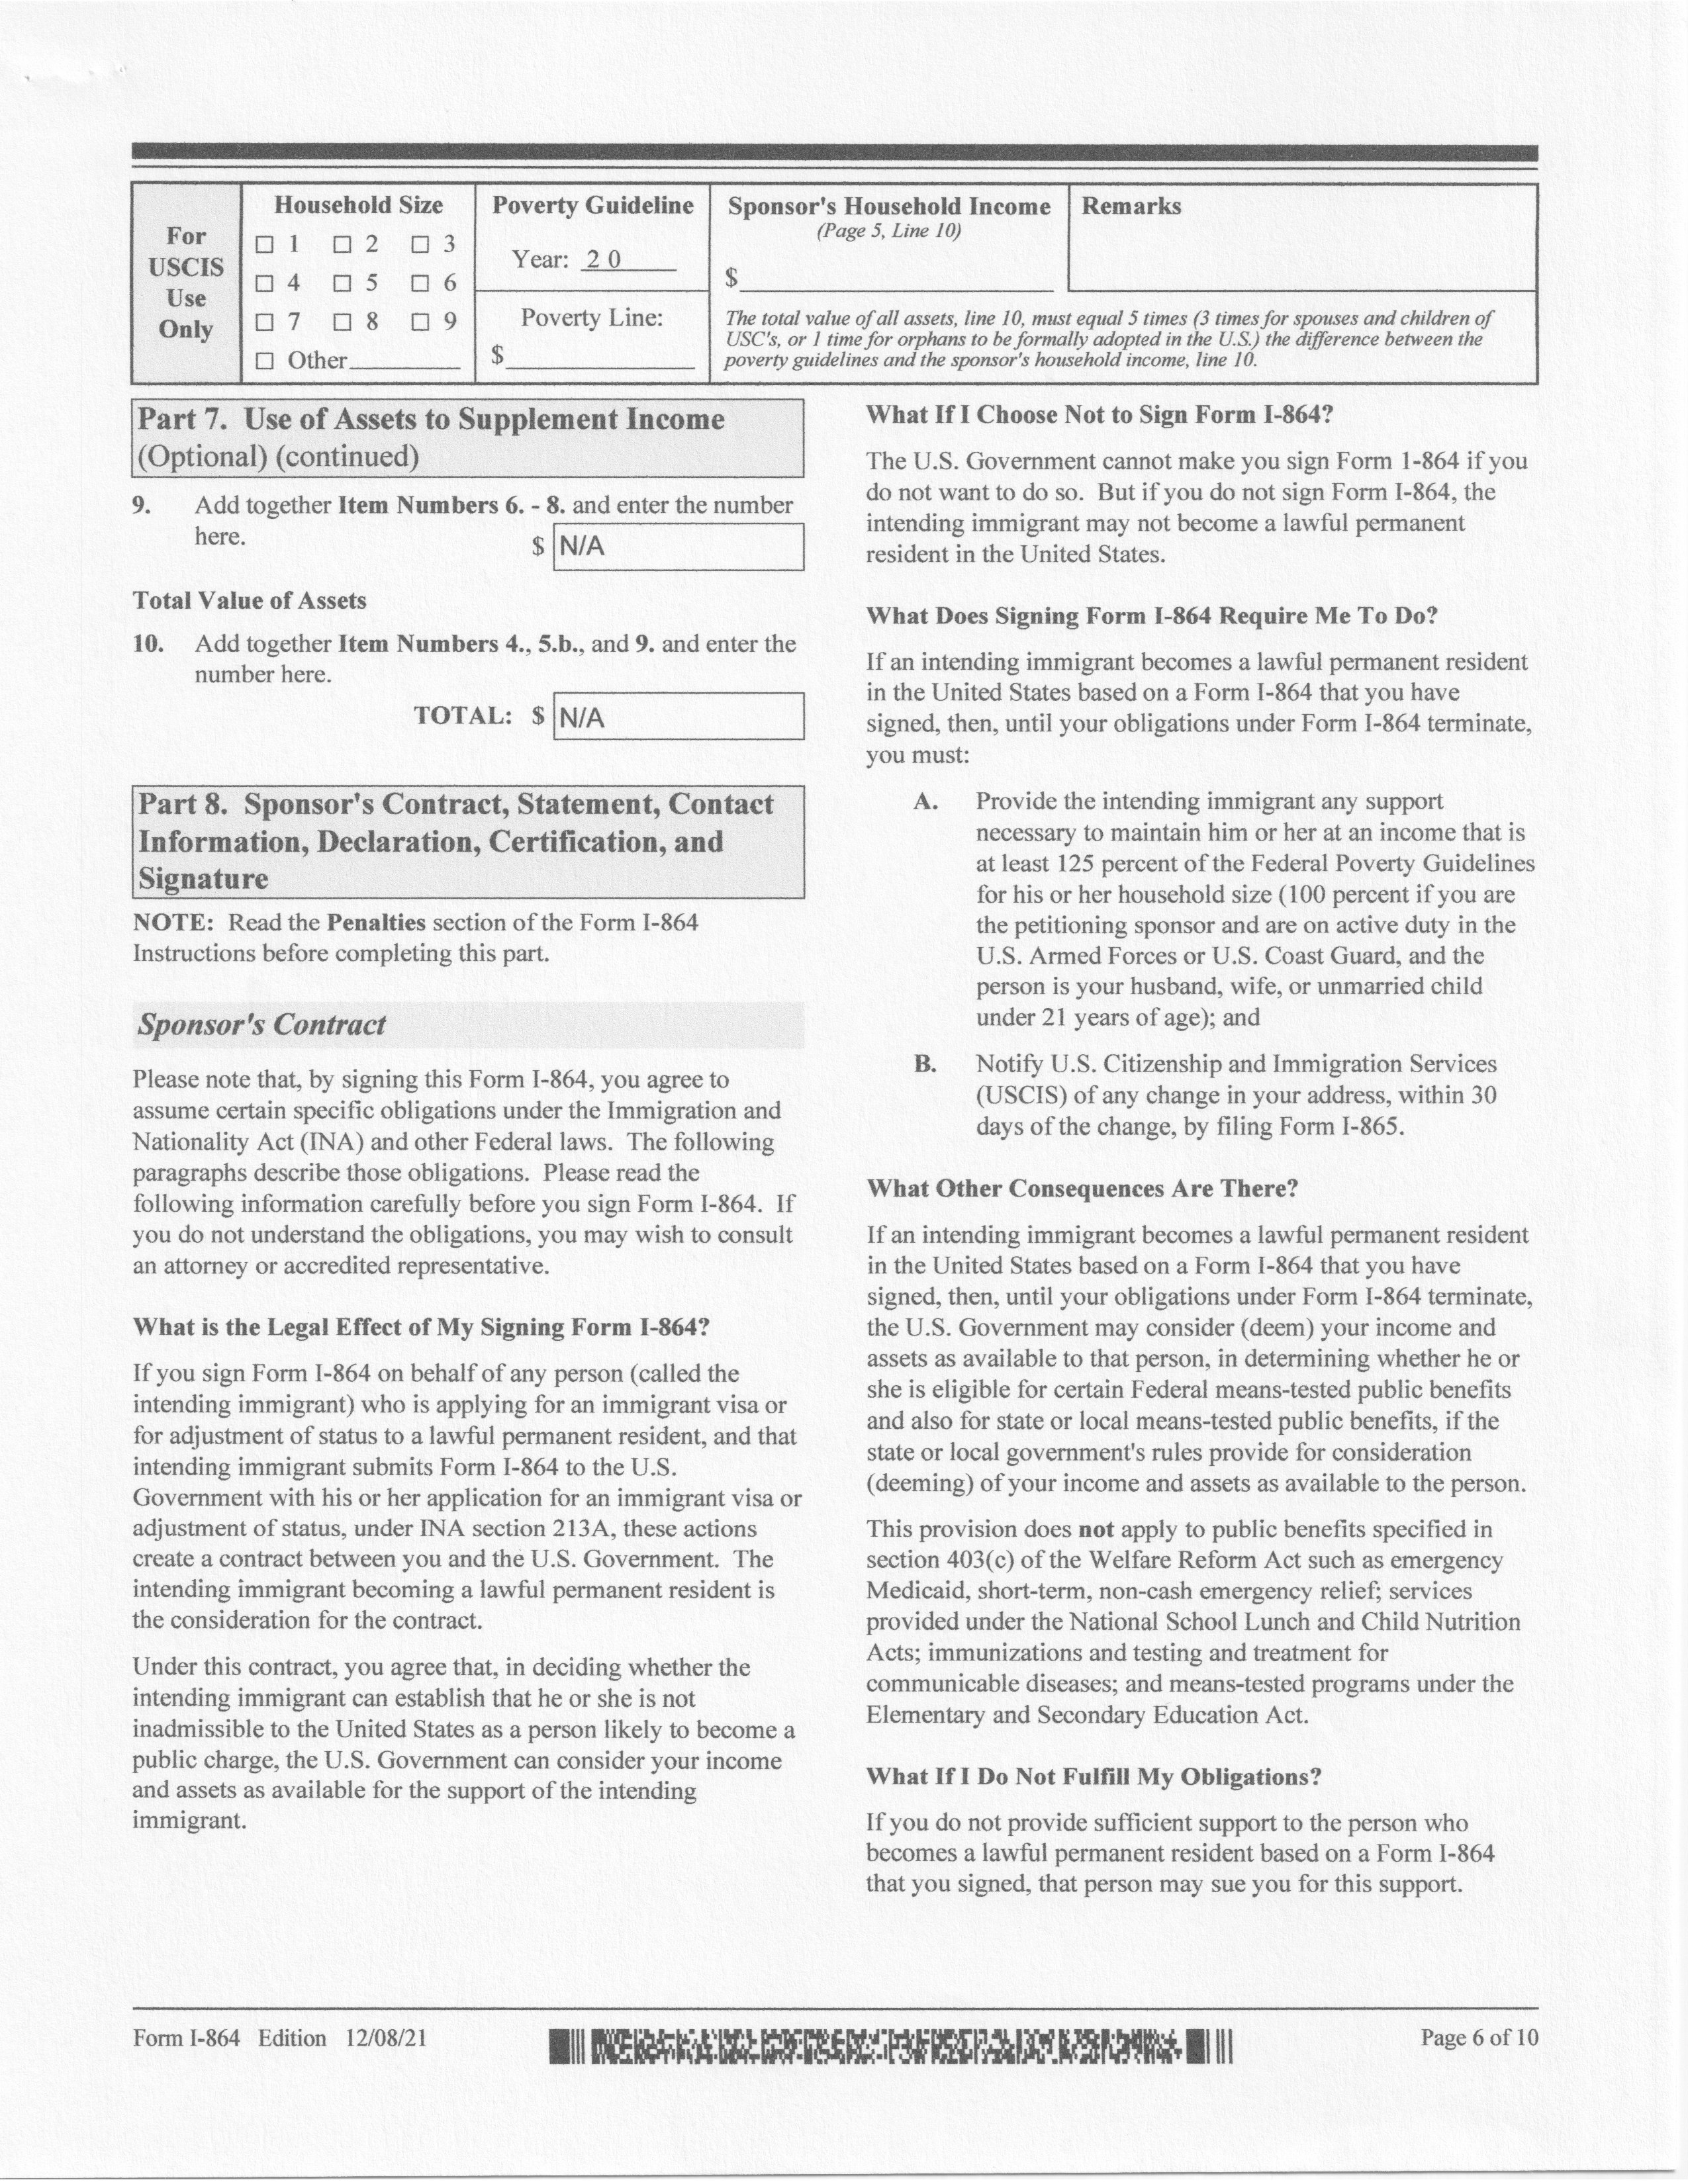 For
USCIS
Use
Only
Household Size
☐ 1 ☐ 2 ☐ 3
☐ 4 ☐ 5 ☐ 6
☐ 7 ☐ 8 ☐ 9
☐ Other
Poverty Guideline
Year: 2 0
Poverty Line:
$
Sponsor's Household Income
(Page 5, Line 10)
$
Remarks
The total value of all assets, line 10, must equal 5 times (3 times for spouses and children of
USC's, or 1 time for orphans to be formally adopted in the U.S.) the difference between the
poverty guidelines and the sponsor's household income, line 10.
Part 7. Use of Assets to Supplement Income
(Optional) (continued)
9. Add together Item Numbers 6. - 8. and enter the number
here.
$ N/A
Total Value of Assets
10. Add together Item Numbers 4., 5.b., and 9. and enter the
number here.
TOTAL: $ N/A
Part 8. Sponsor's Contract, Statement, Contact
Information, Declaration, Certification, and
Signature
NOTE: Read the Penalties section of the Form I-864
Instructions before completing this part.
Sponsor's Contract
Please note that, by signing this Form I-864, you agree to
assume certain specific obligations under the Immigration and
Nationality Act (INA) and other Federal laws. The following
paragraphs describe those obligations. Please read the
following information carefully before you sign Form I-864. If
you do not understand the obligations, you may wish to consult
an attorney or accredited representative.
What is the Legal Effect of My Signing Form I-864?
If you sign Form I-864 on behalf of any person (called the
intending immigrant) who is applying for an immigrant visa or
for adjustment of status to a lawful permanent resident, and that
intending immigrant submits Form I-864 to the U.S.
Government with his or her application for an immigrant visa or
adjustment of status, under INA section 213A, these actions
create a contract between you and the U.S. Government. The
intending immigrant becoming a lawful permanent resident is
the consideration for the contract.
Under this contract, you agree that, in deciding whether the
intending immigrant can establish that he or she is not
inadmissible to the United States as a person likely to become a
public charge, the U.S. Government can consider your income
and assets as available for the support of the intending
immigrant.
What If I Choose Not to Sign Form I-864?
The U.S. Government cannot make you sign Form 1-864 if you
do not want to do so. But if you do not sign Form I-864, the
intending immigrant may not become a lawful permanent
resident in the United States.
What Does Signing Form I-864 Require Me To Do?
If an intending immigrant becomes a lawful permanent resident
in the United States based on a Form I-864 that you have
signed, then, until your obligations under Form I-864 terminate,
you must:
A. Provide the intending immigrant any support
necessary to maintain him or her at an income that is
at least 125 percent of the Federal Poverty Guidelines
for his or her household size (100 percent if you are
the petitioning sponsor and are on active duty in the
U.S. Armed Forces or U.S. Coast Guard, and the
person is your husband, wife, or unmarried child
under 21 years of age); and
B. Notify U.S. Citizenship and Immigration Services
(USCIS) of any change in your address, within 30
days of the change, by filing Form I-865.
What Other Consequences Are There?
If an intending immigrant becomes a lawful permanent resident
in the United States based on a Form I-864 that you have
signed, then, until your obligations under Form I-864 terminate,
the U.S. Government may consider (deem) your income and
assets as available to that person, in determining whether he or
she is eligible for certain Federal means-tested public benefits
and also for state or local means-tested public benefits, if the
state or local government's rules provide for consideration
(deeming) of your income and assets as available to the person.
This provision does not apply to public benefits specified in
section 403(c) of the Welfare Reform Act such as emergency
Medicaid, short-term, non-cash emergency relief; services
provided under the National School Lunch and Child Nutrition
Acts; immunizations and testing and treatment for
communicable diseases; and means-tested programs under the
Elementary and Secondary Education Act.
What If I Do Not Fulfill My Obligations?
If you do not provide sufficient support to the person who
becomes a lawful permanent resident based on a Form I-864
that you signed, that person may sue you for this support.
Form I-864 Edition 12/08/21
Page 6 of 10